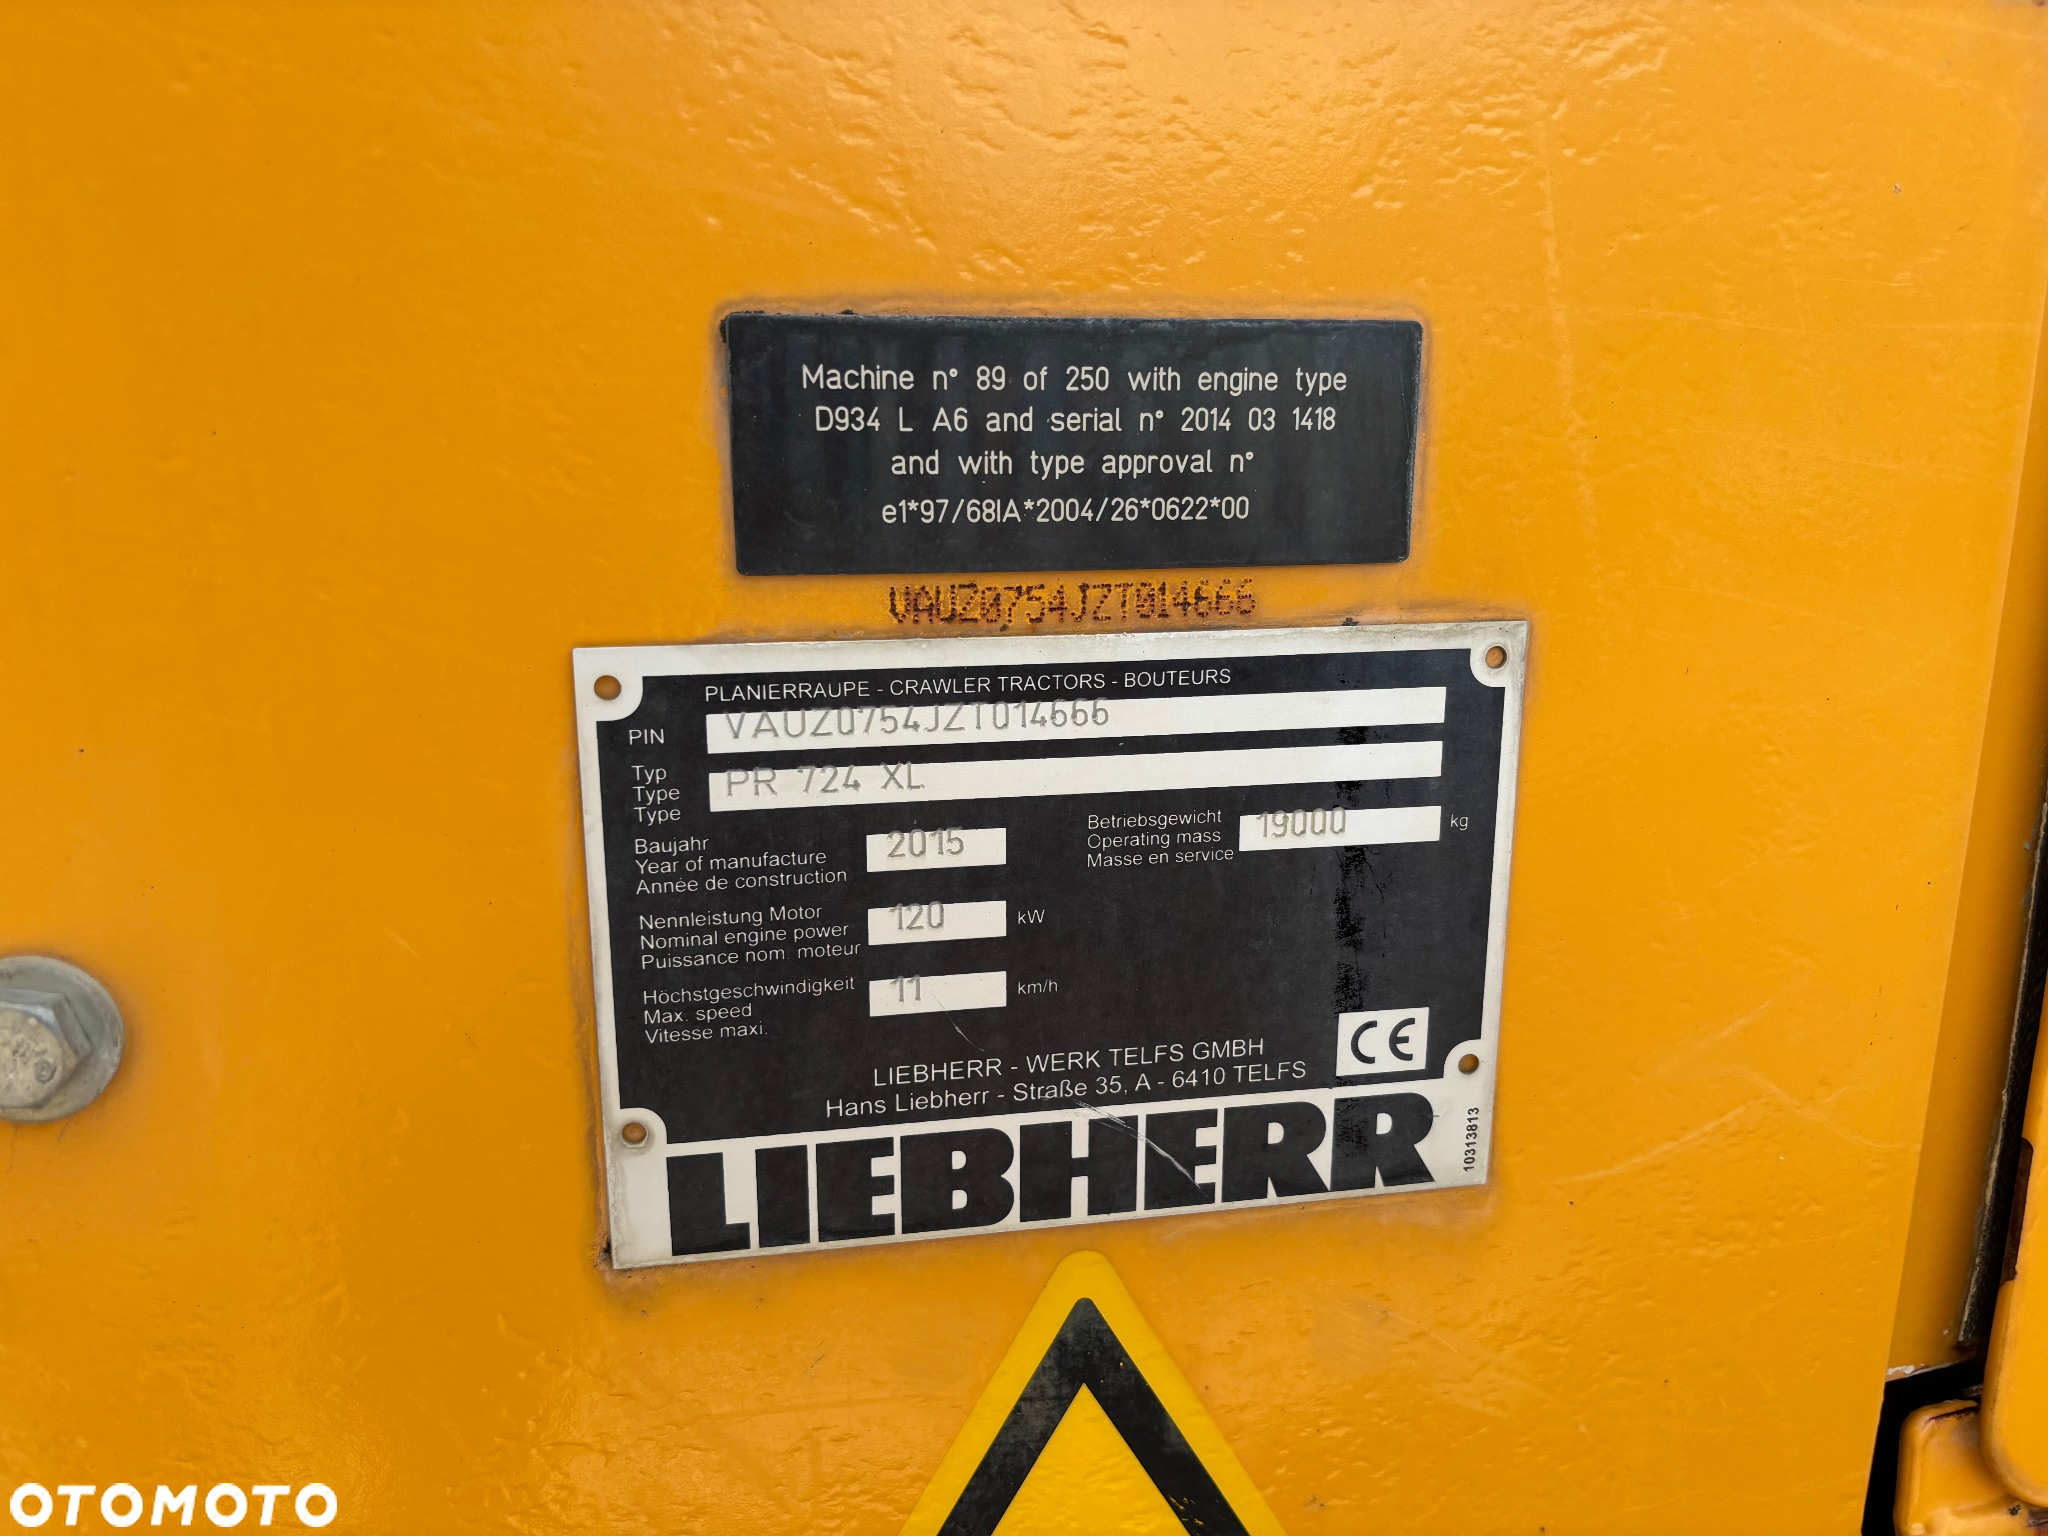 Machine n° 89 of 250 with engine type
D934 L A6 and serial n° 2014 03 1418
and with type approval n°
e1*97/68IA*2004/26*0622*00
VAUZ0754JZT014666
PLANIERRAUPE - CRAWLER TRACTORS - BOUTEURS
PIN VAUZ0754JZT014666
Typ
Type
Type
PR 724 XL
Baujahr
Year of manufacture
Année de construction
2015
Betriebsgewicht
Operating mass
Masse en service
19000 kg
Nennleistung Motor
Nominal engine power
Puissance nom. moteur
120 kW
Höchstgeschwindigkeit
Max. speed
Vitesse maxi.
11 km/h
LIEBHERR - WERK TELFS GMBH
Hans Liebherr - Straße 35, A - 6410 TELFS
CE
LIEBHERR
10313813
OTOMOTO